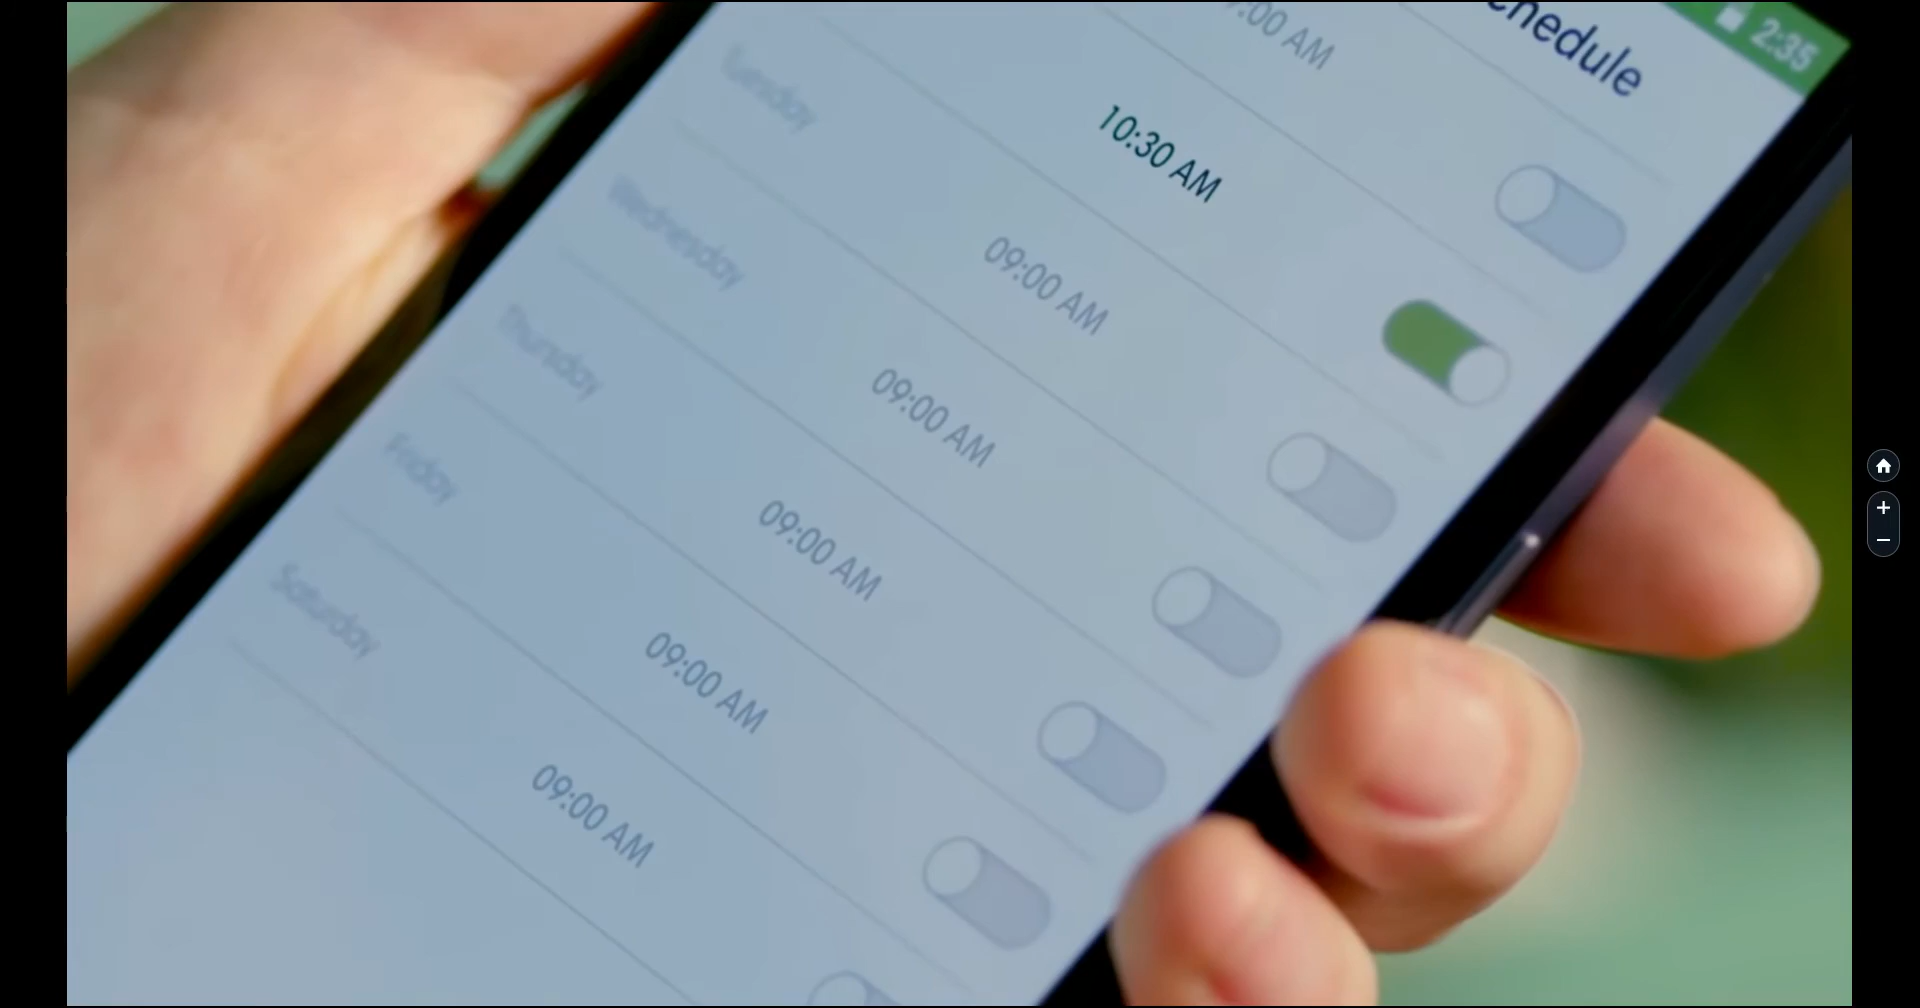 2:35
chedule
:00 AM
10:30 AM
Tuesday 09:00 AM
Wednesday 09:00 AM
Thursday 09:00 AM
Friday 09:00 AM
Saturday 09:00 AM